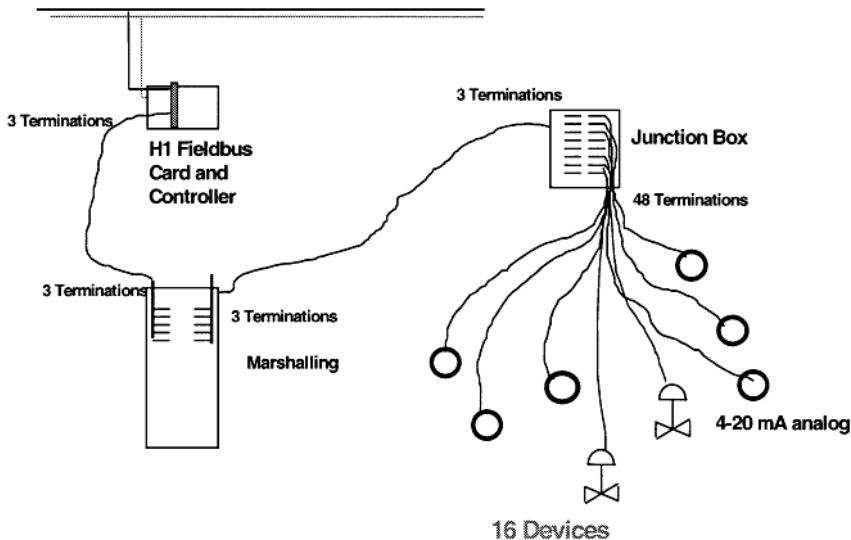 3 Terminations
H1 Fieldbus
Card and
Controller
3 Terminations
Junction Box
48 Terminations
3 Terminations
3 Terminations
Marshalling
4-20 mA analog
16 Devices